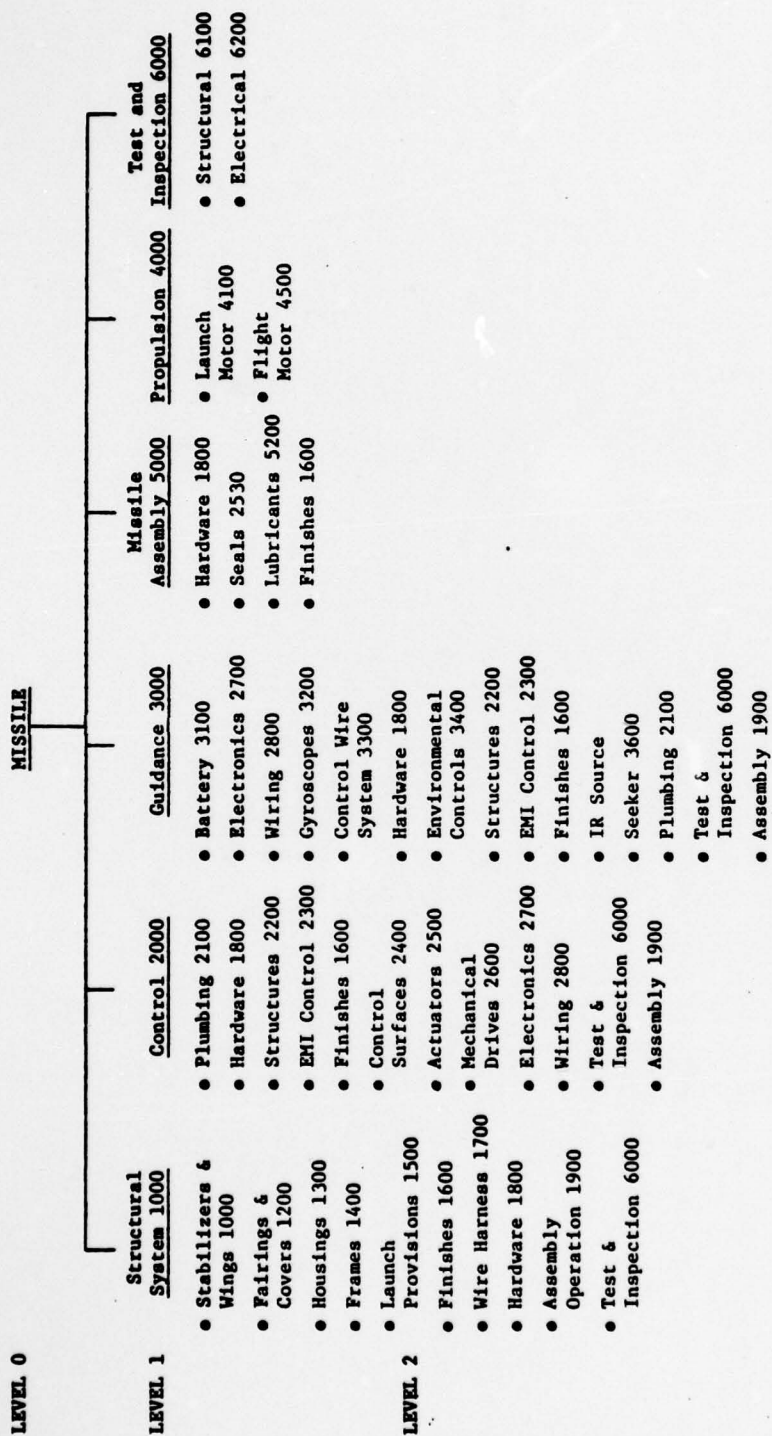 LEVEL 0
MISSILE
LEVEL 1
Structural
System 1000
Control 2000
Guidance 3000
Missile
Assembly 5000
Propulsion 4000
Test and
Inspection 6000
LEVEL 2
● Stabilizers &
Wings 1000
● Fairings &
Covers 1200
● Housings 1300
● Frames 1400
● Launch
Provisions 1500
● Finishes 1600
● Wire Harness 1700
● Hardware 1800
● Assembly
Operation 1900
● Test &
Inspection 6000
● Plumbing 2100
● Hardware 1800
● Structures 2200
● EMI Control 2300
● Finishes 1600
● Control
Surfaces 2400
● Actuators 2500
● Mechanical
Drives 2600
● Electronics 2700
● Wiring 2800
● Test &
Inspection 6000
● Assembly 1900
● Battery 3100
● Electronics 2700
● Wiring 2800
● Gyroscopes 3200
● Control Wire
System 3300
● Hardware 1800
● Environmental
Controls 3400
● Structures 2200
● EMI Control 2300
● Finishes 1600
● IR Source
● Seeker 3600
● Plumbing 2100
● Test &
Inspection 6000
● Assembly 1900
● Hardware 1800
● Seals 2530
● Lubricants 5200
● Finishes 1600
● Launch
Motor 4100
● Flight
Motor 4500
● Structural 6100
● Electrical 6200